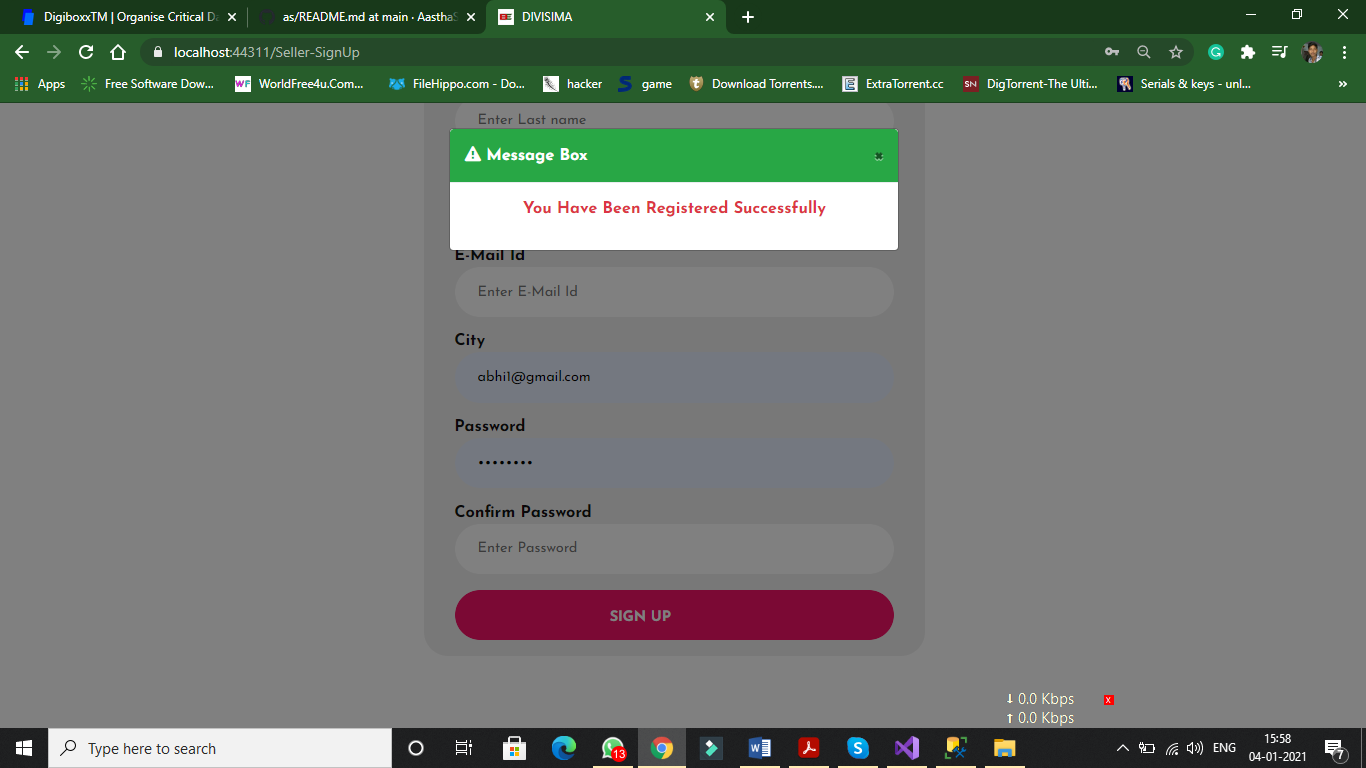 DigiboxxTM | Organise Critical Da
as/README.md at main · AasthaS
DIVISIMA
localhost:44311/Seller-SignUp
Apps
Free Software Dow...
WorldFree4u.Com...
FileHippo.com - Do...
hacker
game
Download Torrents....
ExtraTorrent.cc
DigTorrent-The Ulti...
Serials & keys - unl...
»
Enter Last name
Message Box
You Have Been Registered Successfully
E-Mail Id
Enter E-Mail Id
City
abhi1@gmail.com
Password
••••••••
Confirm Password
Enter Password
SIGN UP
↓ 0.0 Kbps
x
↑ 0.0 Kbps
Type here to search
13
ENG
15:58
04-01-2021
7